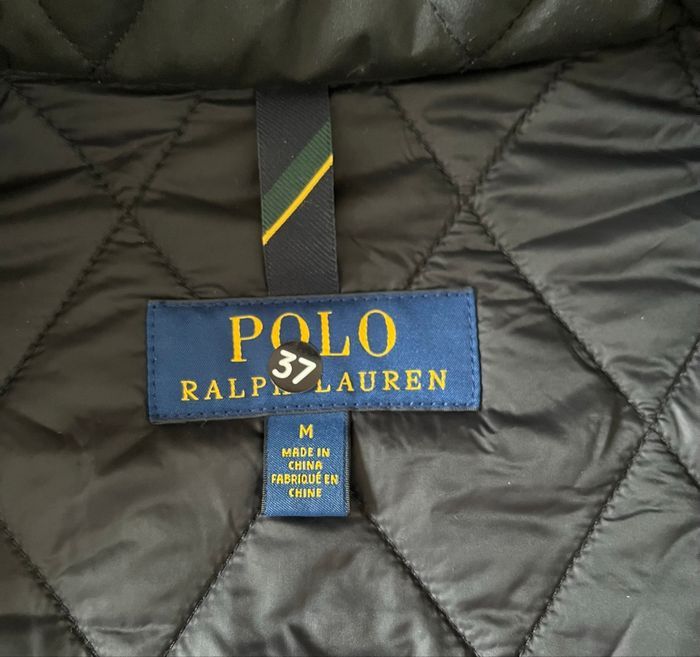 POLO
37
RALPH LAUREN
M
MADE IN
CHINA
FABRIQUÉ EN
CHINE